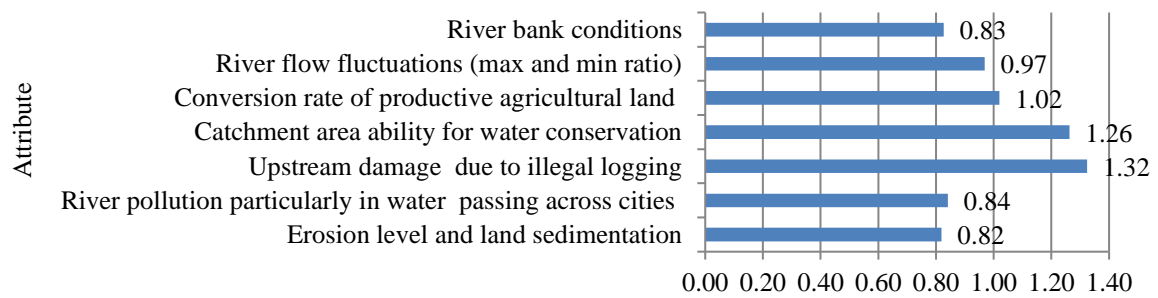 Attribute
River bank conditions 0.83
River flow fluctuations (max and min ratio) 0.97
Conversion rate of productive agricultural land 1.02
Catchment area ability for water conservation 1.26
Upstream damage due to illegal logging 1.32
River pollution particularly in water passing across cities 0.84
Erosion level and land sedimentation 0.82
0.00 0.20 0.40 0.60 0.80 1.00 1.20 1.40